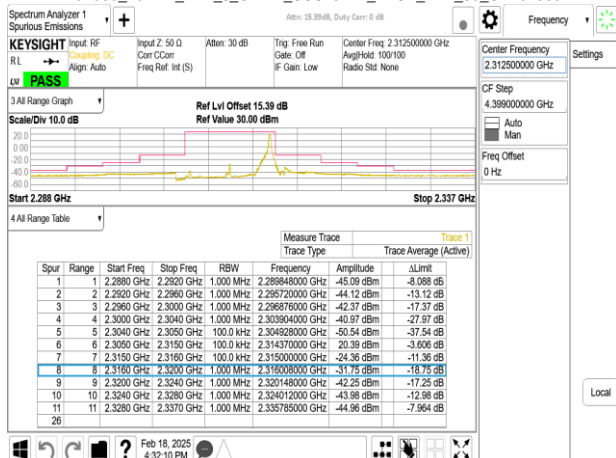 Spectrum Analyzer 1
Spurious Emissions
Attn: 15.39dB, Duty Corr: 0 dB
Frequency
KEYSIGHT
RL
Align: Auto
LXI
PASS
Input: RF
Coupling: DC
Input Z: 50 Ω
Corr CCorr
Freq Ref: Int (S)
Atten: 30 dB
Trig: Free Run
Gate: Off
IF Gain: Low
Center Freq: 2.312500000 GHz
Avg|Hold: 100/100
Radio Std: None
Center Frequency
2.312500000 GHz
Settings
CF Step
4.399000000 GHz
Auto
Man
Freq Offset
0 Hz
Local
3 All Range Graph
Scale/Div 10.0 dB
Ref Lvl Offset 15.39 dB
Ref Value 30.00 dBm
20.0
0.00
-20.0
-40.0
-60.0
Start 2.288 GHz
Stop 2.337 GHz
4 All Range Table
Measure Trace Trace 1
Trace Type Trace Average (Active)
Spur Range Start Freq Stop Freq RBW Frequency Amplitude ΔLimit
1 1 2.2880 GHz 2.2920 GHz 1.000 MHz 2.289848000 GHz -45.09 dBm -8.088 dB
2 2 2.2920 GHz 2.2960 GHz 1.000 MHz 2.295720000 GHz -44.12 dBm -13.12 dB
3 3 2.2960 GHz 2.3000 GHz 1.000 MHz 2.296876000 GHz -42.37 dBm -17.37 dB
4 4 2.3000 GHz 2.3040 GHz 1.000 MHz 2.303904000 GHz -40.97 dBm -27.97 dB
5 5 2.3040 GHz 2.3050 GHz 100.0 kHz 2.304928000 GHz -50.54 dBm -37.54 dB
6 6 2.3050 GHz 2.3150 GHz 100.0 kHz 2.314370000 GHz 20.39 dBm -3.606 dB
7 7 2.3150 GHz 2.3160 GHz 100.0 kHz 2.315000000 GHz -24.36 dBm -11.36 dB
8 8 2.3160 GHz 2.3200 GHz 1.000 MHz 2.316008000 GHz -31.75 dBm -18.75 dB
9 9 2.3200 GHz 2.3240 GHz 1.000 MHz 2.320148000 GHz -42.25 dBm -17.25 dB
10 10 2.3240 GHz 2.3280 GHz 1.000 MHz 2.324012000 GHz -43.98 dBm -12.98 dB
11 11 2.3280 GHz 2.3370 GHz 1.000 MHz 2.335785000 GHz -44.96 dBm -7.964 dB
26
Feb 18, 2025
4:32:10 PM